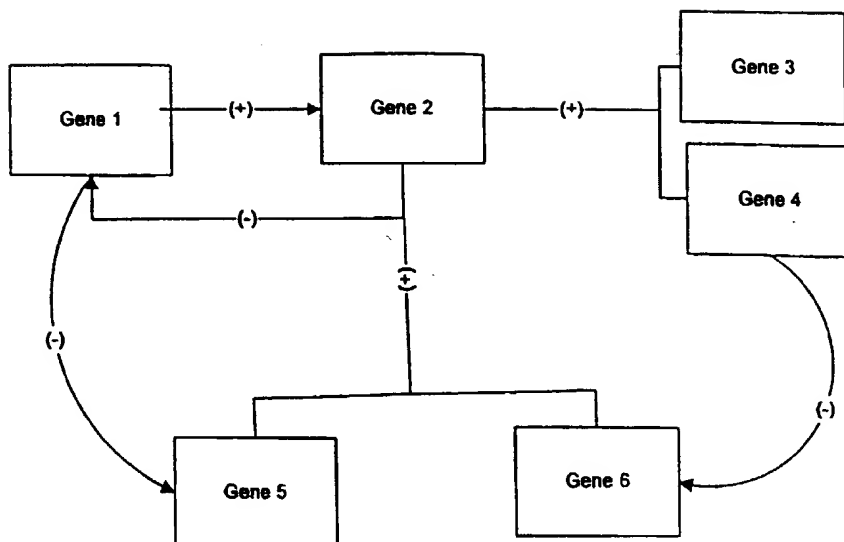 Gene 3
Gene 1
(+)
Gene 2
(+)
Gene 4
(-)
(+)
(-)
(-)
Gene 5
Gene 6